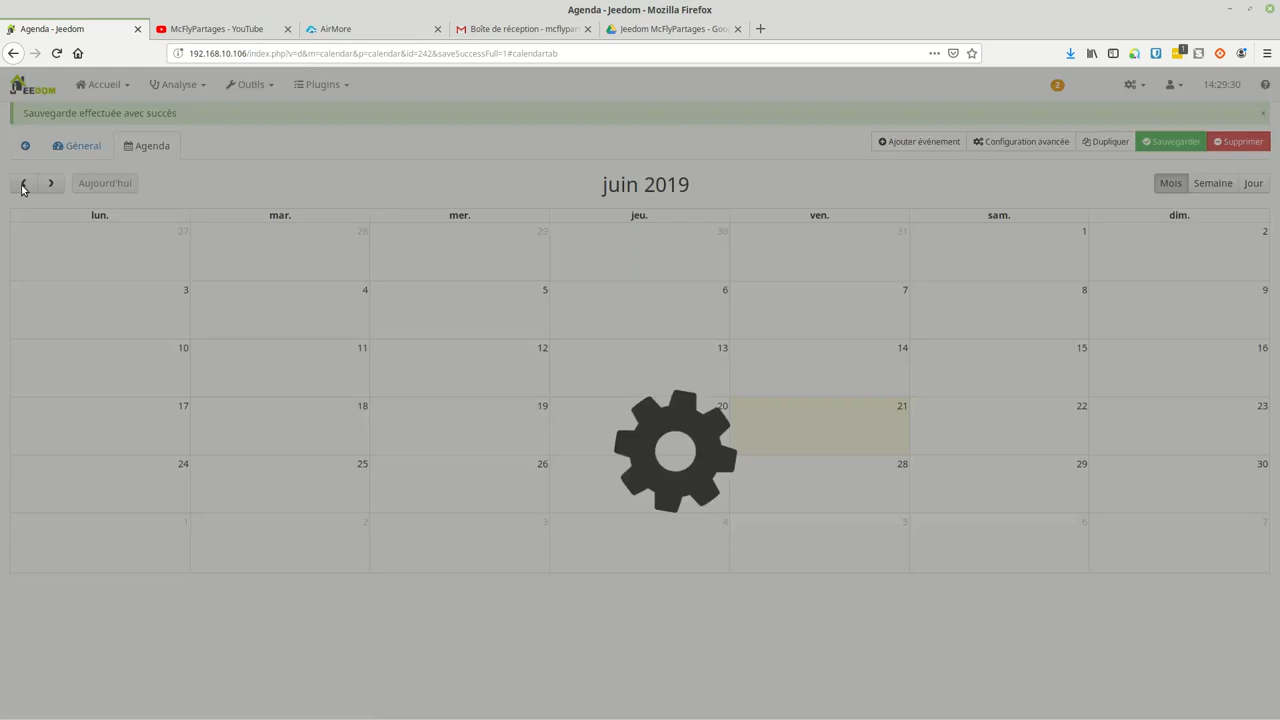 Agenda - Jeedom - Mozilla Firefox
Agenda - Jeedom
McFlyPartages - YouTube
AirMore
Boîte de réception - mcflypar
Jeedom McFlyPartages - Goo
192.168.10.106/index.php?v=d&m=calendar&p=calendar&id=242&saveSuccessFull=1#calendartab
1
JEEDOM
Accueil
Analyse
Outils
Plugins
2
14:29:30
Sauvegarde effectuée avec succès
×
Géneral
Agenda
Ajouter événement
Configuration avancée
Dupliquer
Sauvegarder
Supprimer
Aujourd'hui
juin 2019
Mois
Semaine
Jour
lun. mar. mer. jeu. ven. sam. dim.
27 28 29 30 31 1 2
3 4 5 6 7 8 9
10 11 12 13 14 15 16
17 18 19 20 21 22 23
24 25 26 28 29 30
1 2 3 4 5 6 7